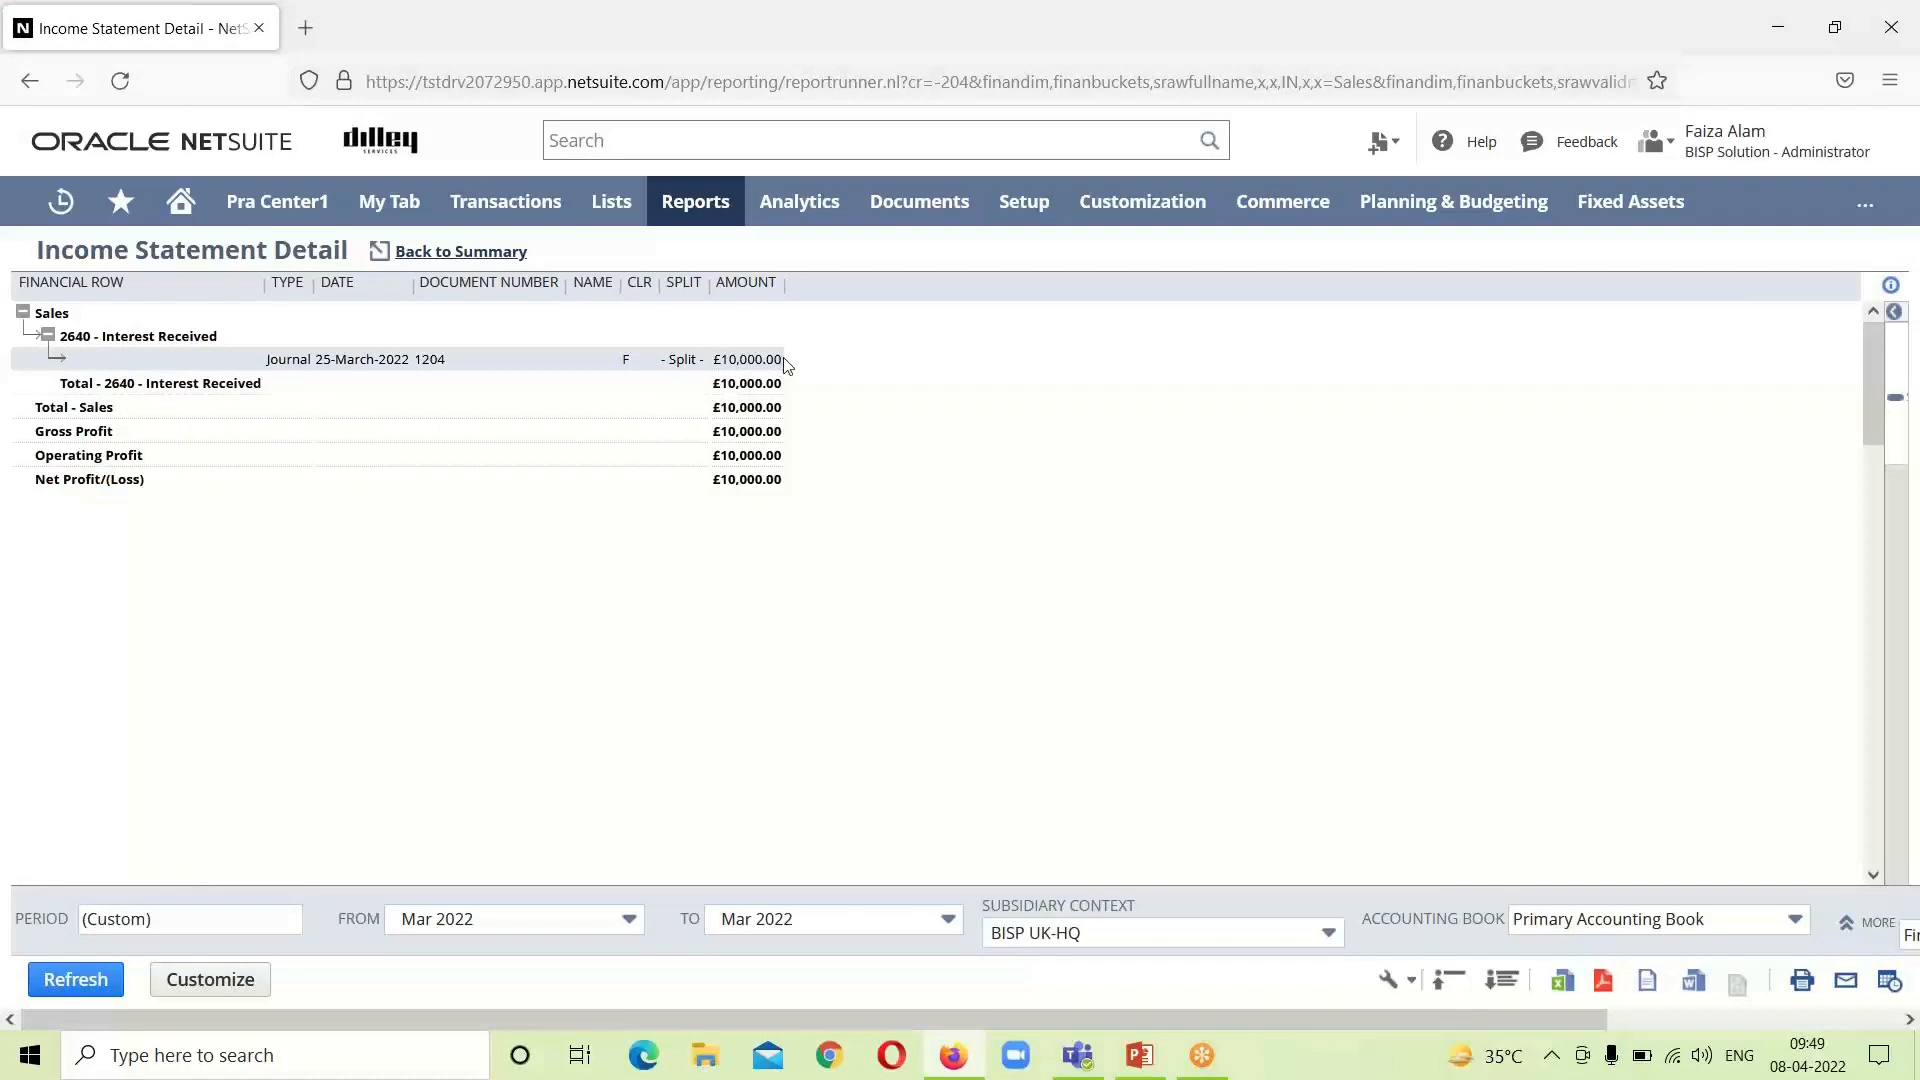 Income Statement Detail - NetS
https://tstdrv2072950.app.netsuite.com/app/reporting/reportrunner.nl?cr=-204&finandim,finanbuckets,srawfullname,x,x,IN,x,x=Sales&finandim,finanbuckets,srawvalidn
ORACLE NETSUITE
dilley
SERVICES
Search
Help
Feedback
Faiza Alam
BISP Solution - Administrator
Pra Center1 My Tab Transactions Lists Reports Analytics Documents Setup Customization Commerce Planning & Budgeting Fixed Assets ...
Income Statement Detail Back to Summary
FINANCIAL ROW TYPE DATE DOCUMENT NUMBER NAME CLR SPLIT AMOUNT
Sales
2640 - Interest Received
Journal 25-March-2022 1204 F - Split - £10,000.00
Total - 2640 - Interest Received £10,000.00
Total - Sales £10,000.00
Gross Profit £10,000.00
Operating Profit £10,000.00
Net Profit/(Loss) £10,000.00
PERIOD (Custom) FROM Mar 2022 TO Mar 2022
SUBSIDIARY CONTEXT
BISP UK-HQ
ACCOUNTING BOOK Primary Accounting Book
MORE
Fi
Refresh Customize
Type here to search
35°C
ENG
09:49
08-04-2022